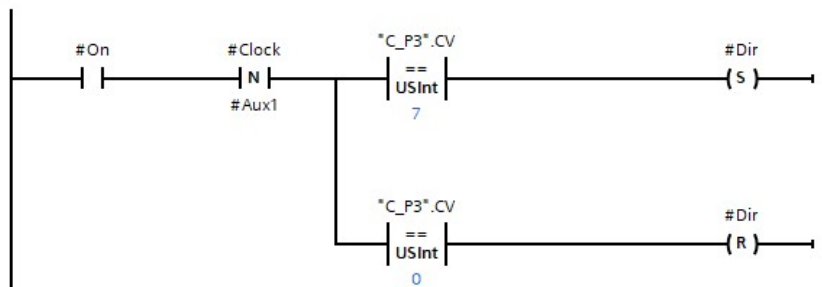 #On
#Clock
N
#Aux1
"C_P3".CV
==
USInt
7
#Dir
S
"C_P3".CV
==
USInt
0
#Dir
R